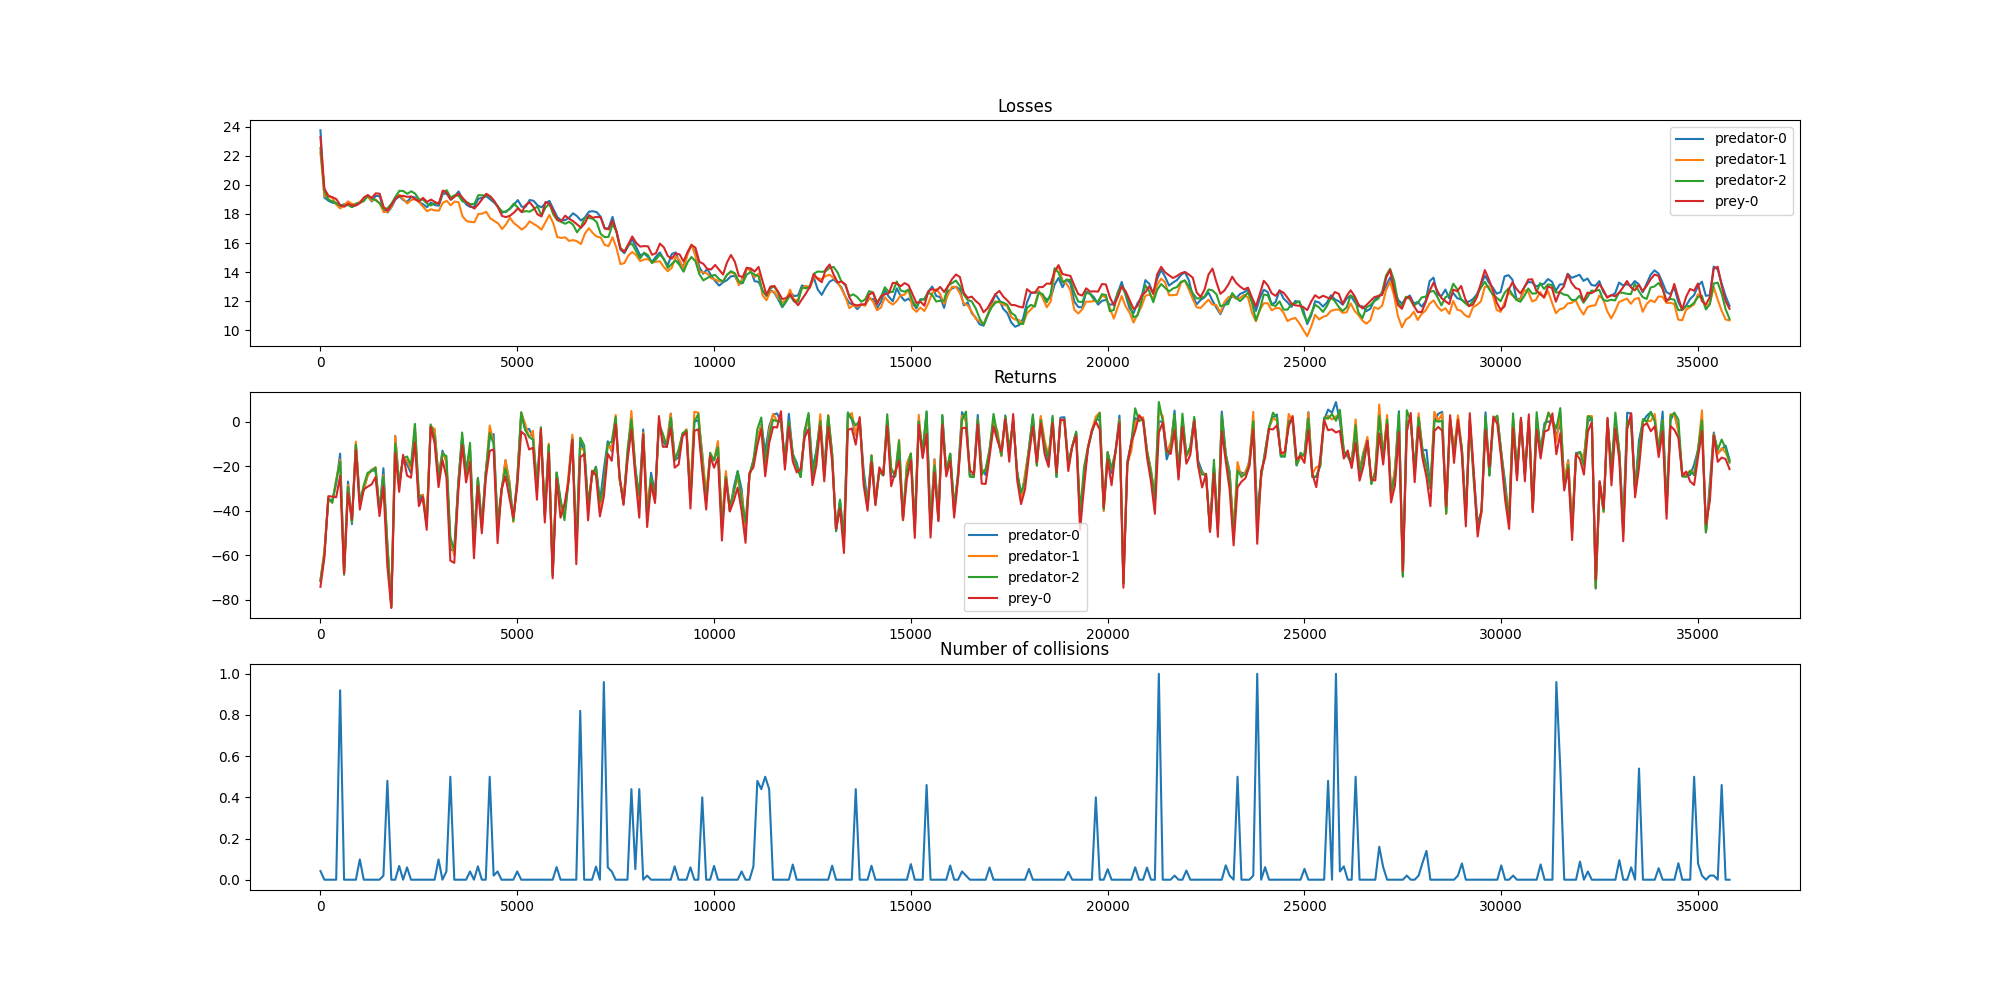 Losses
24
22
20
18
16
14
12
10
predator-0
predator-1
predator-2
prey-0
0 5000 10000 15000 20000 25000 30000 35000
Returns
0
−20
−40
−60
−80
predator-0
predator-1
predator-2
prey-0
0 5000 10000 15000 20000 25000 30000 35000
Number of collisions
1.0
0.8
0.6
0.4
0.2
0.0
0 5000 10000 15000 20000 25000 30000 35000